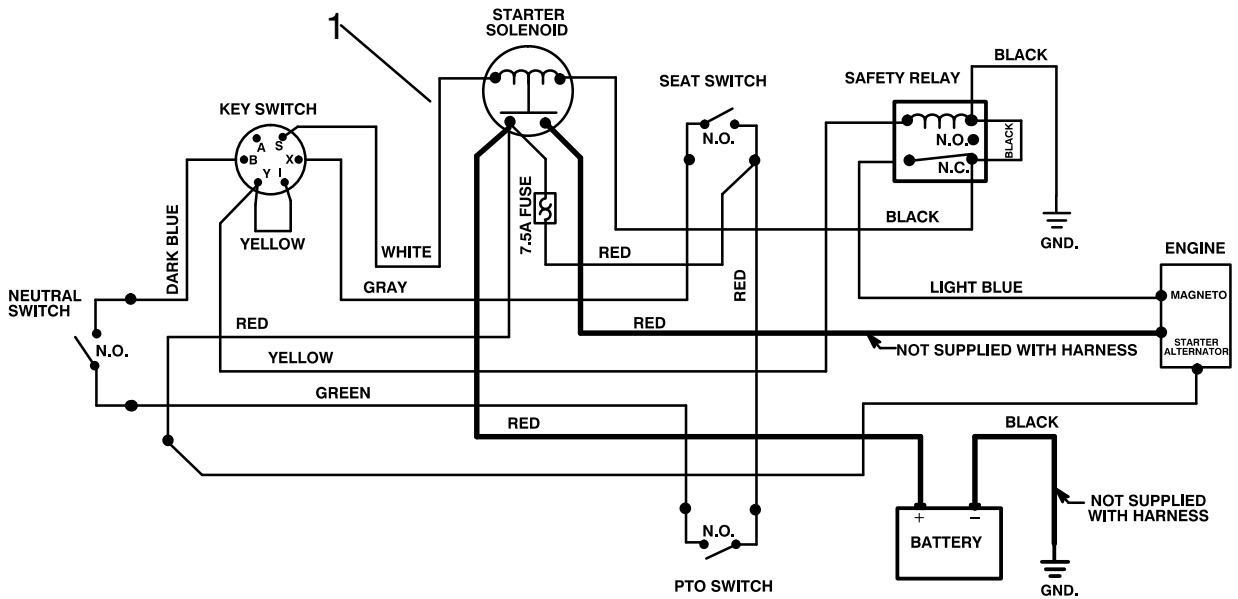 1
STARTER
SOLENOID
BLACK
SEAT SWITCH
SAFETY RELAY
KEY SWITCH
N.O.
A
S
B
X
Y
I
N.O.
BLACK
N.C.
7.5A FUSE
BLACK
YELLOW
WHITE
RED
GND.
ENGINE
DARK BLUE
RED
GRAY
LIGHT BLUE
MAGNETO
NEUTRAL
SWITCH
RED
RED
N.O.
NOT SUPPLIED WITH HARNESS
STARTER
ALTERNATOR
YELLOW
GREEN
RED
BLACK
NOT SUPPLIED
WITH HARNESS
+
−
N.O.
BATTERY
PTO SWITCH
GND.